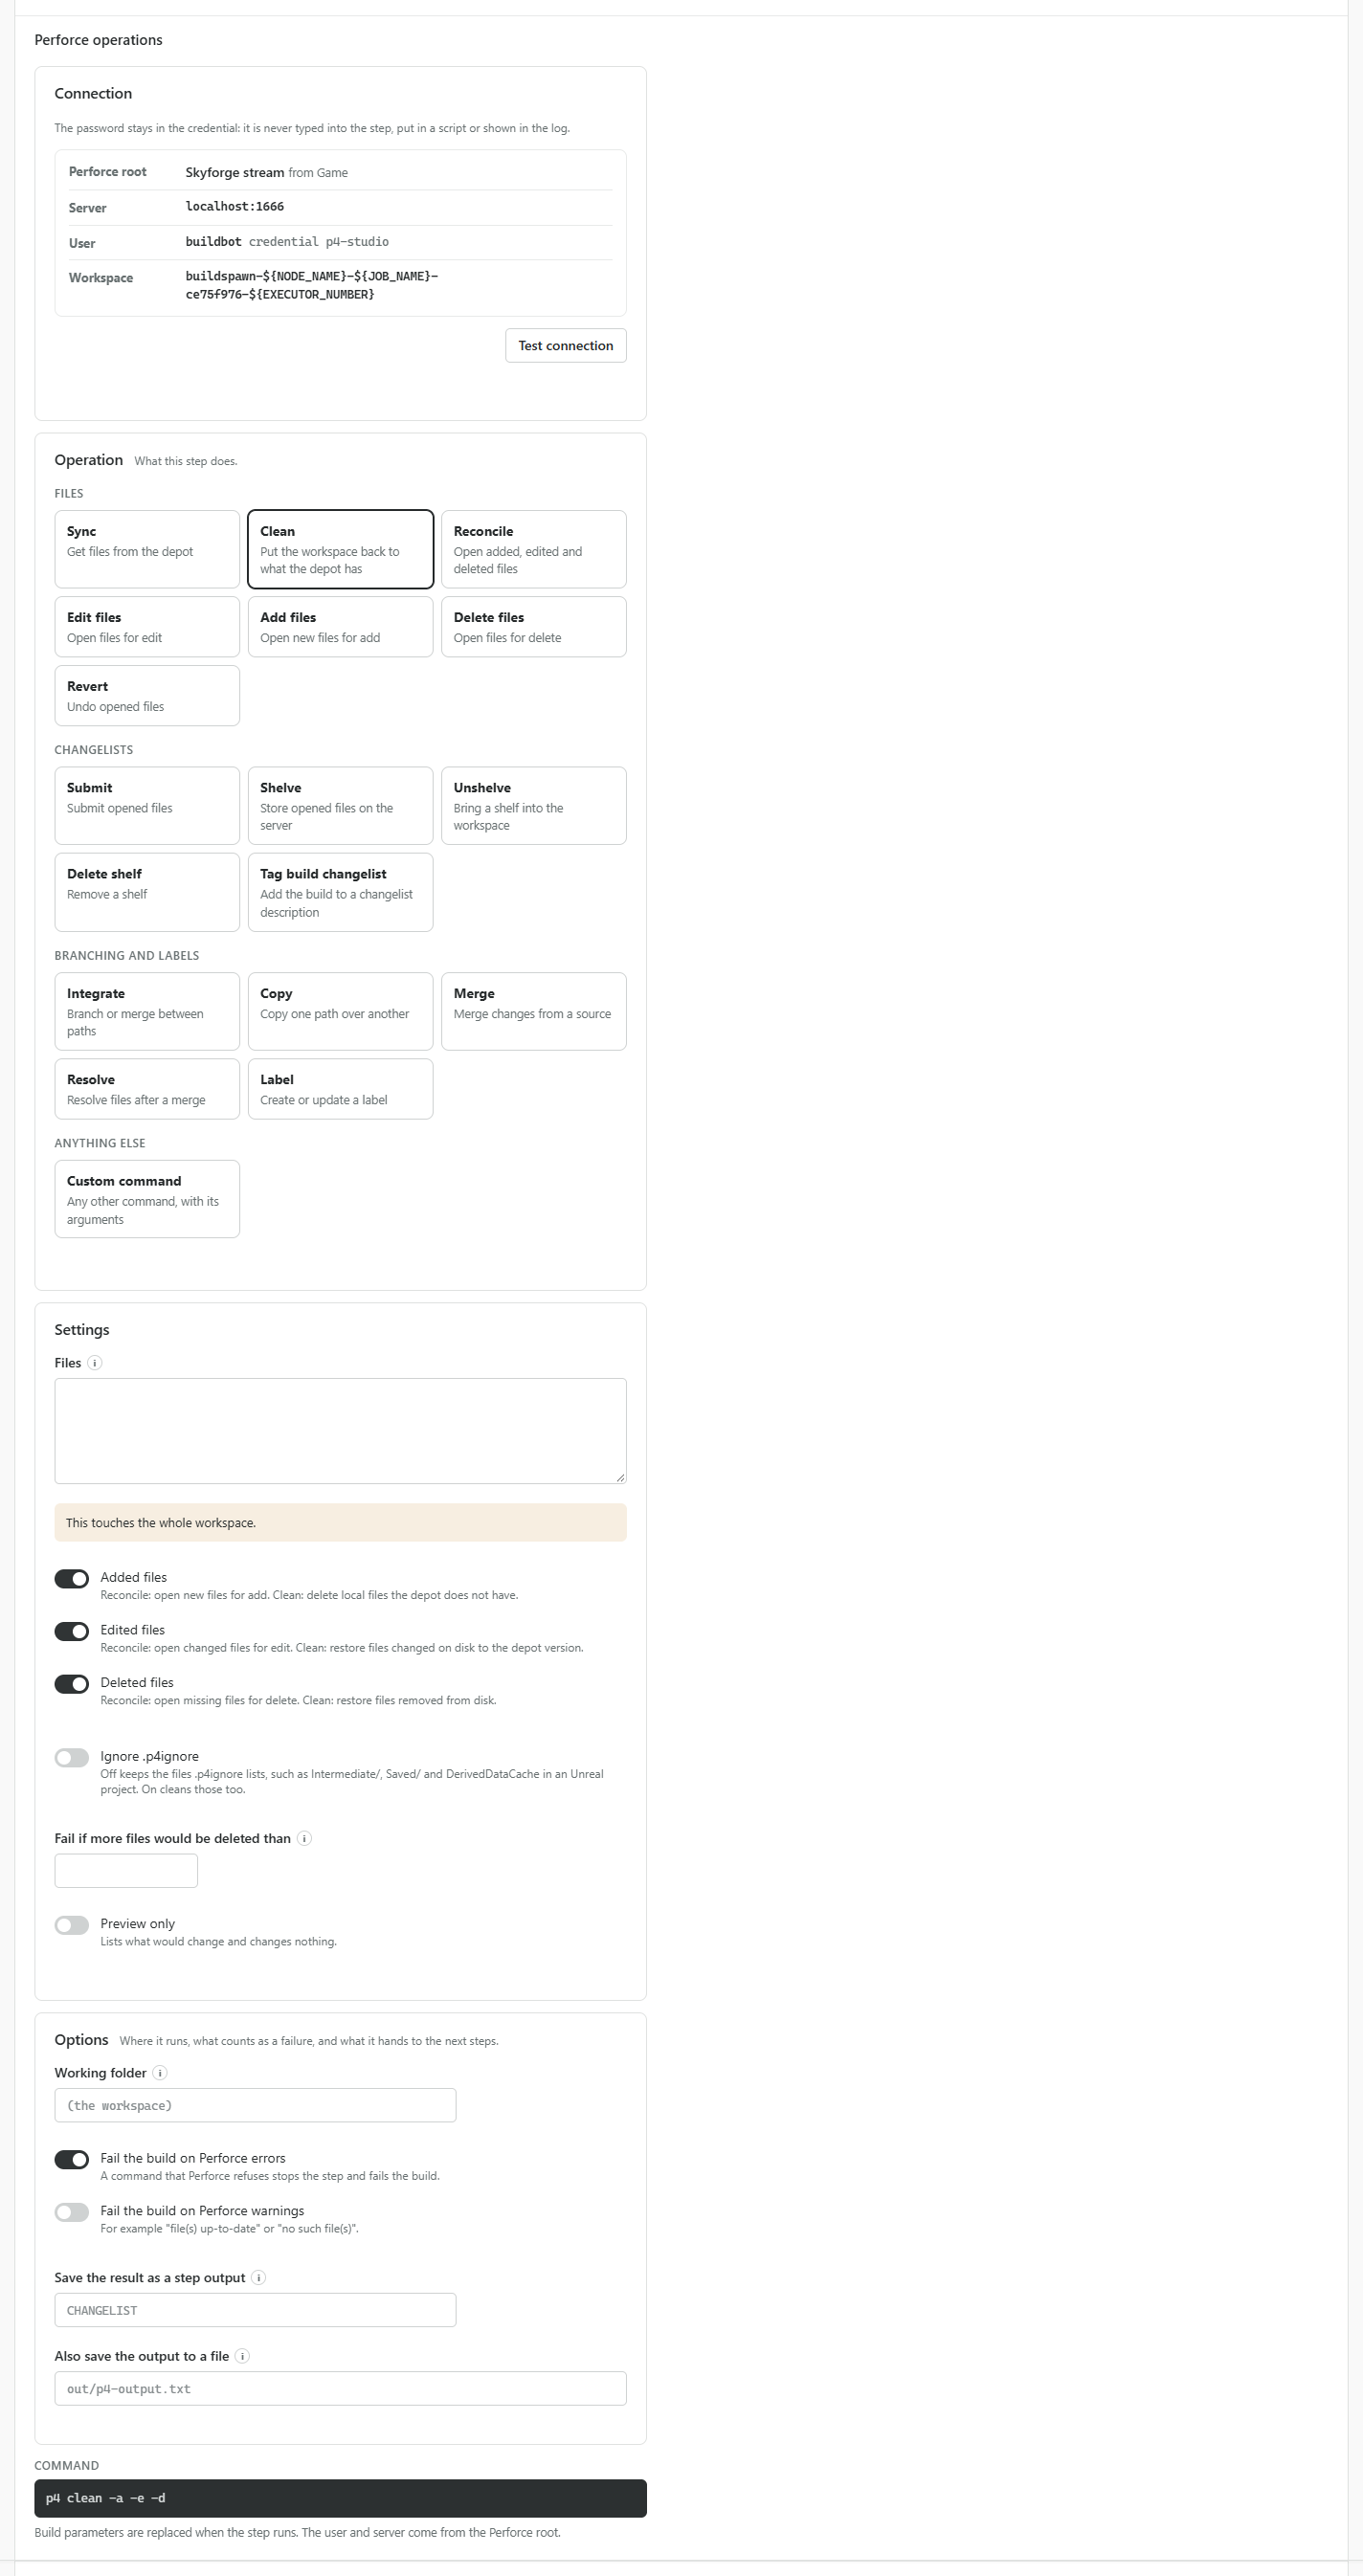 Perforce operations
Connection
The password stays in the credential: it is never typed into the step, put in a script or shown in the log.
Perforce root Skyforge stream from Game
Server localhost:1666
User buildbot credential p4-studio
Workspace buildspawn-${NODE_NAME}-${JOB_NAME}-
ce75f976-${EXECUTOR_NUMBER}
Test connection
Operation What this step does.
FILES
Sync
Get files from the depot
Clean
Put the workspace back to
what the depot has
Reconcile
Open added, edited and
deleted files
Edit files
Open files for edit
Add files
Open new files for add
Delete files
Open files for delete
Revert
Undo opened files
CHANGELISTS
Submit
Submit opened files
Shelve
Store opened files on the
server
Unshelve
Bring a shelf into the
workspace
Delete shelf
Remove a shelf
Tag build changelist
Add the build to a changelist
description
BRANCHING AND LABELS
Integrate
Branch or merge between
paths
Copy
Copy one path over another
Merge
Merge changes from a source
Resolve
Resolve files after a merge
Label
Create or update a label
ANYTHING ELSE
Custom command
Any other command, with its
arguments
Settings
Files i
This touches the whole workspace.
Added files
Reconcile: open new files for add. Clean: delete local files the depot does not have.
Edited files
Reconcile: open changed files for edit. Clean: restore files changed on disk to the depot version.
Deleted files
Reconcile: open missing files for delete. Clean: restore files removed from disk.
Ignore .p4ignore
Off keeps the files .p4ignore lists, such as Intermediate/, Saved/ and DerivedDataCache in an Unreal
project. On cleans those too.
Fail if more files would be deleted than i
Preview only
Lists what would change and changes nothing.
Options Where it runs, what counts as a failure, and what it hands to the next steps.
Working folder i
(the workspace)
Fail the build on Perforce errors
A command that Perforce refuses stops the step and fails the build.
Fail the build on Perforce warnings
For example "file(s) up-to-date" or "no such file(s)".
Save the result as a step output i
CHANGELIST
Also save the output to a file i
out/p4-output.txt
COMMAND
p4 clean -a -e -d
Build parameters are replaced when the step runs. The user and server come from the Perforce root.